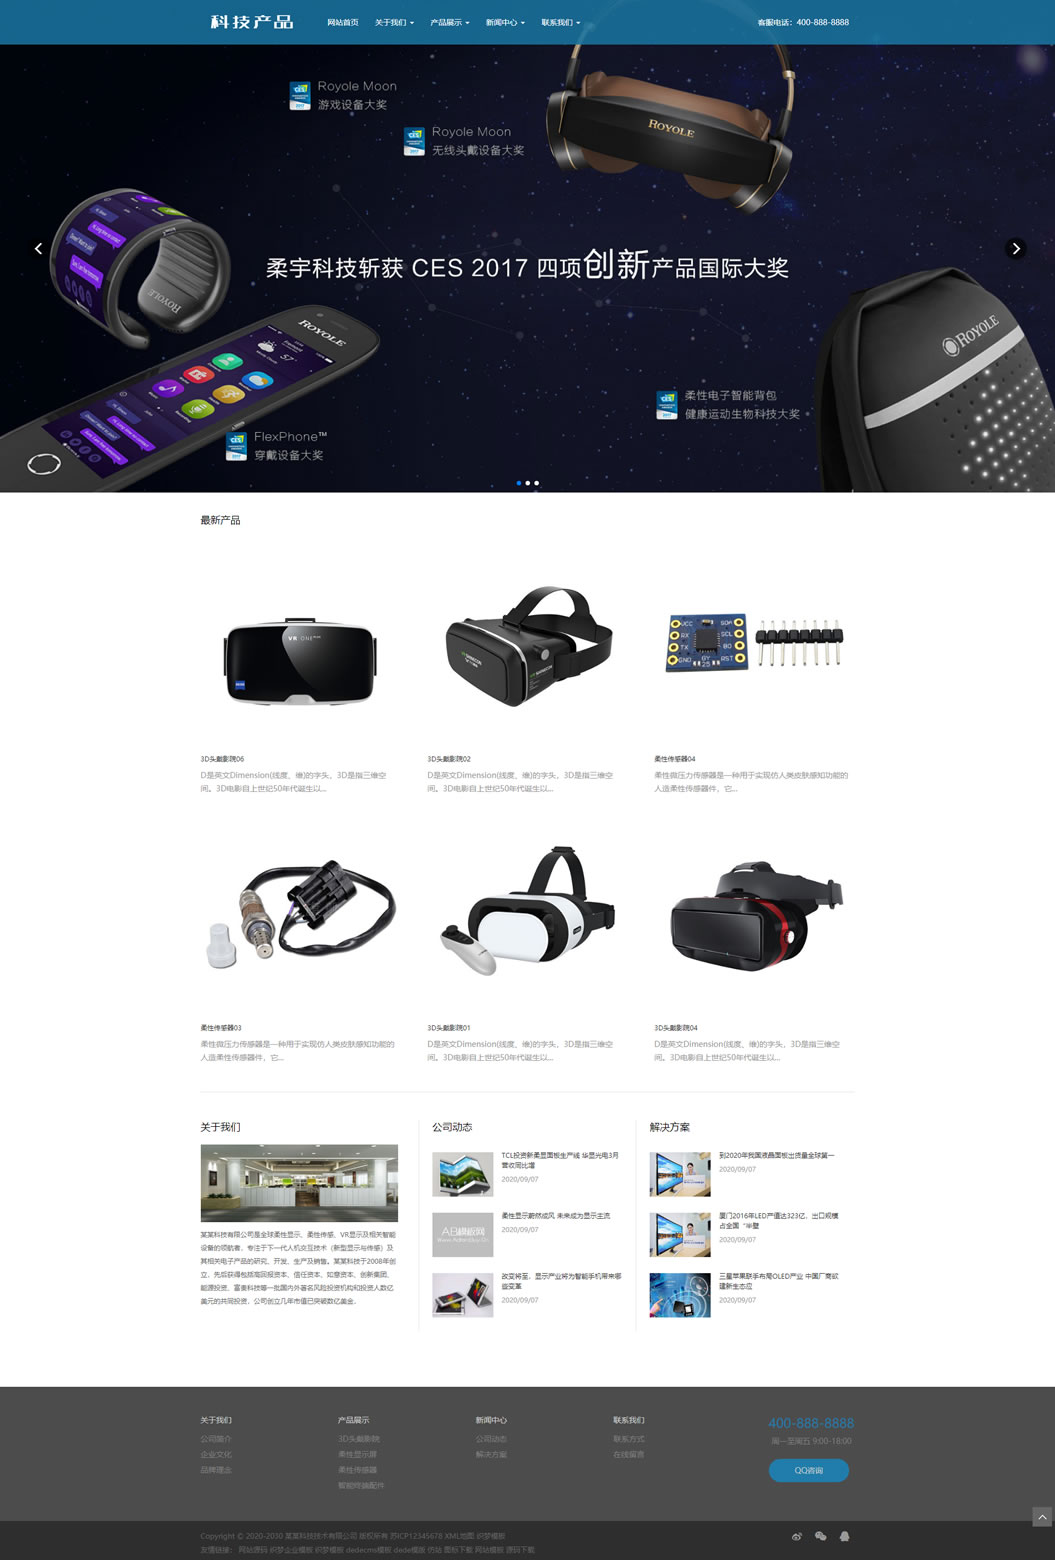 科技产品
网站首页 关于我们 产品展示 新闻中心 联系我们
客服电话：400-888-8888
Royole Moon
游戏设备大奖
Royole Moon
无线头戴设备大奖
ROYOLE
柔宇科技斩获 CES 2017 四项创新产品国际大奖
ROYOLE
ROYOLE
ROYOLE
柔性电子智能背包
健康运动生物科技大奖
FlexPhone™
穿戴设备大奖
最新产品
VR ONE
VCC
RX
TX
GND
SDA
SCL
RST
GY
25
3D头戴影院06
D是英文Dimension(线度、维)的字头，3D是指三维空
间。3D电影自上世纪50年代诞生以...
3D头戴影院02
D是英文Dimension(线度、维)的字头，3D是指三维空
间。3D电影自上世纪50年代诞生以...
柔性传感器04
柔性微压力传感器是一种用于实现仿人类皮肤感知功能的
人造柔性传感器件，它...
柔性传感器03
柔性微压力传感器是一种用于实现仿人类皮肤感知功能的
人造柔性传感器件，它...
3D头戴影院01
D是英文Dimension(线度、维)的字头，3D是指三维空
间。3D电影自上世纪50年代诞生以...
3D头戴影院04
D是英文Dimension(线度、维)的字头，3D是指三维空
间。3D电影自上世纪50年代诞生以...
关于我们
某某科技有限公司是全球柔性显示、柔性传感、VR显示及相关智能
设备的领航者，专注于下一代人机交互技术（新型显示与传感）及
其相关电子产品的研究、开发、生产及销售。某某科技于2008年创
立，先后获得包括高回报资本、信任资本、如意资本、创新集团、
能源投资、富麦科技等一批国内外著名风险投资机构和投资人数亿
美元的共同投资，公司创立几年市值已突破数亿美金。
公司动态
TCL投资新柔显面板生产线 华显光电3月
营收同比增
2020/09/07
AB模板网
柔性显示蔚然成风 未来成为显示主流
2020/09/07
改变将至，显示产业将为智能手机带来哪
些变革
2020/09/07
解决方案
到2020年我国液晶面板出货量全球第一
2020/09/07
厦门2016年LED产值达323亿，出口规模
占全国“半壁
2020/09/07
三星苹果联手布局OLED产业 中国厂商欲
建新生态应
2020/09/07
关于我们
公司简介
企业文化
品牌理念
产品展示
3D头戴影院
柔性显示屏
柔性传感器
智能终端配件
新闻中心
公司动态
解决方案
联系我们
联系方式
在线留言
400-888-8888
周一至周五 9:00-18:00
QQ咨询
Copyright © 2020-2030 某某科技技术有限公司 版权所有 苏ICP12345678 XML地图 织梦模板
友情链接： 网站源码 织梦企业模板 织梦模板 dedecms模板 dede模板 仿站 图标下载 网站模板 源码下载